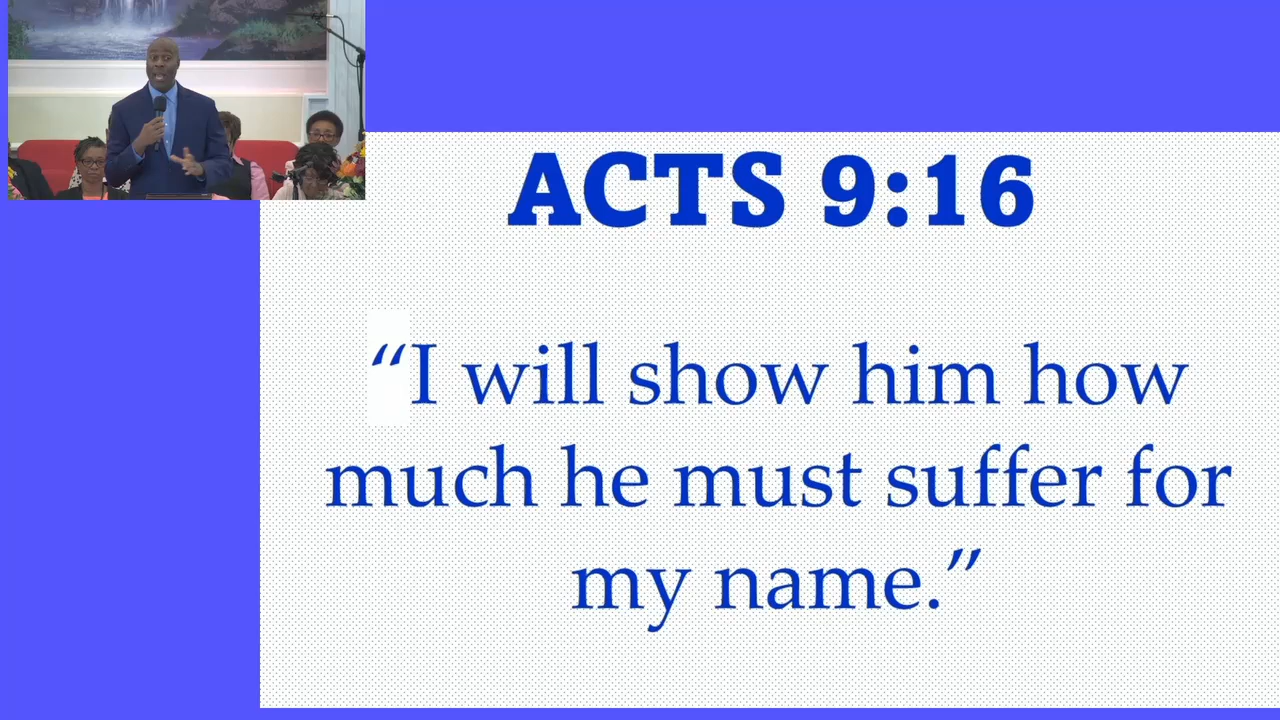 ACTS 9:16
“I will show him how
much he must suffer for
my name.”